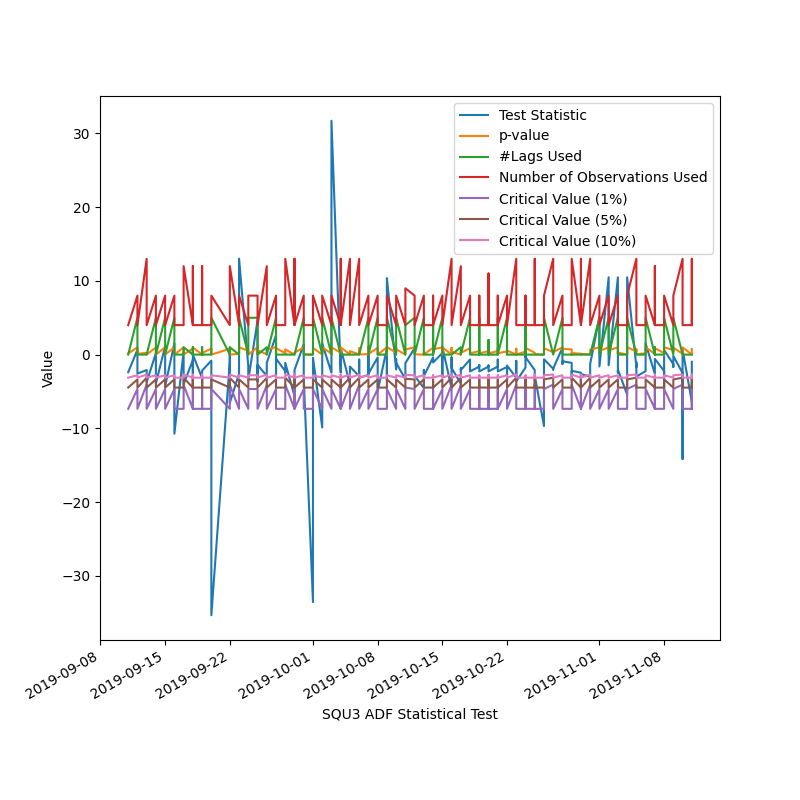 Test Statistic
p-value
#Lags Used
Number of Observations Used
Critical Value (1%)
Critical Value (5%)
Critical Value (10%)
30
20
10
0
−10
−20
−30
Value
2019-09-08
2019-09-15
2019-09-22
2019-10-01
2019-10-08
2019-10-15
2019-10-22
2019-11-01
2019-11-08
SQU3 ADF Statistical Test